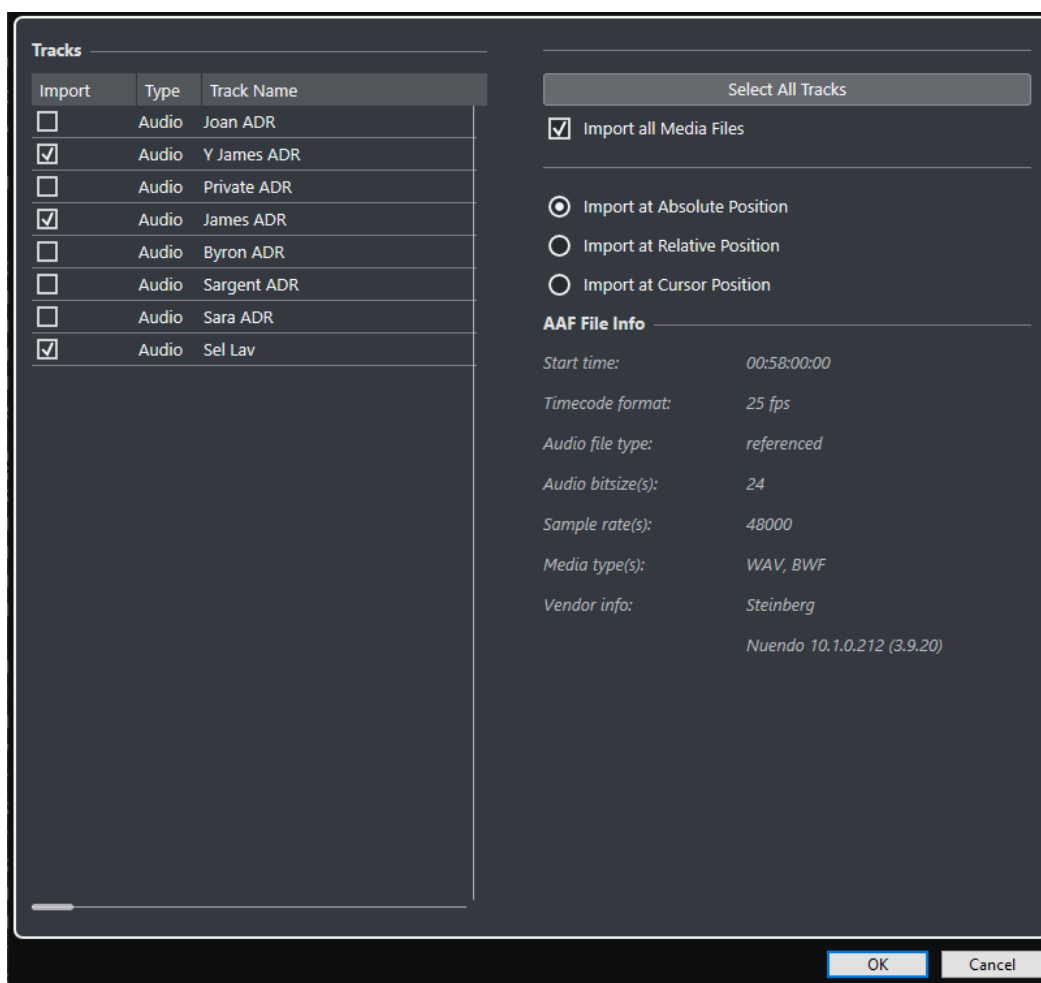 Tracks
Import Type Track Name
Audio Joan ADR
Audio Y James ADR
Audio Private ADR
Audio James ADR
Audio Byron ADR
Audio Sargent ADR
Audio Sara ADR
Audio Sel Lav
Select All Tracks
Import all Media Files
Import at Absolute Position
Import at Relative Position
Import at Cursor Position
AAF File Info
Start time: 00:58:00:00
Timecode format: 25 fps
Audio file type: referenced
Audio bitsize(s): 24
Sample rate(s): 48000
Media type(s): WAV, BWF
Vendor info: Steinberg
Nuendo 10.1.0.212 (3.9.20)
OK Cancel